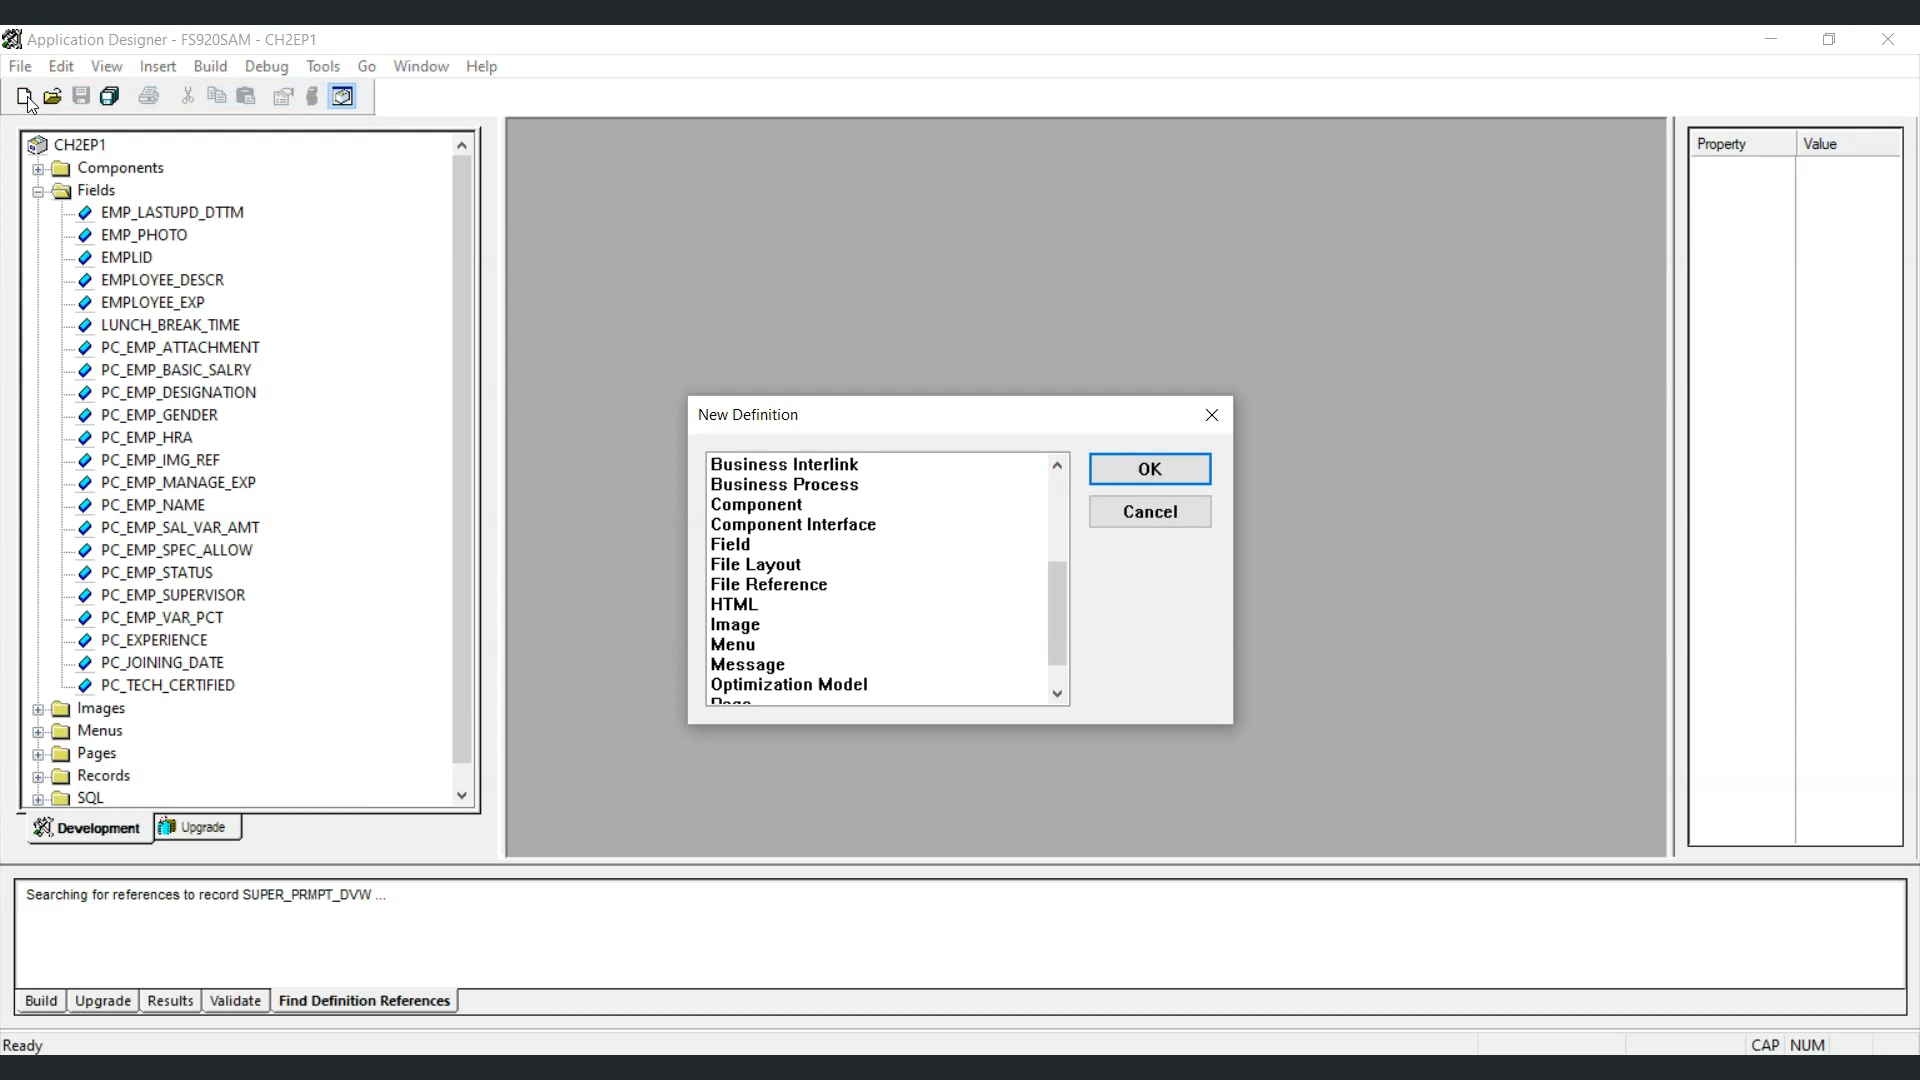 Application Designer - FS920SAM - CH2EP1
File Edit View Insert Build Debug Tools Go Window Help
CH2EP1
Components
Fields
EMP_LASTUPD_DTTM
EMP_PHOTO
EMPLID
EMPLOYEE_DESCR
EMPLOYEE_EXP
LUNCH_BREAK_TIME
PC_EMP_ATTACHMENT
PC_EMP_BASIC_SALRY
PC_EMP_DESIGNATION
PC_EMP_GENDER
PC_EMP_HRA
PC_EMP_IMG_REF
PC_EMP_MANAGE_EXP
PC_EMP_NAME
PC_EMP_SAL_VAR_AMT
PC_EMP_SPEC_ALLOW
PC_EMP_STATUS
PC_EMP_SUPERVISOR
PC_EMP_VAR_PCT
PC_EXPERIENCE
PC_JOINING_DATE
PC_TECH_CERTIFIED
Images
Menus
Pages
Records
SQL
Development Upgrade
New Definition
Business Interlink
Business Process
Component
Component Interface
Field
File Layout
File Reference
HTML
Image
Menu
Message
Optimization Model
OK
Cancel
Property Value
Searching for references to record SUPER_PRMPT_DVW ...
Build Upgrade Results Validate Find Definition References
Ready
CAP NUM